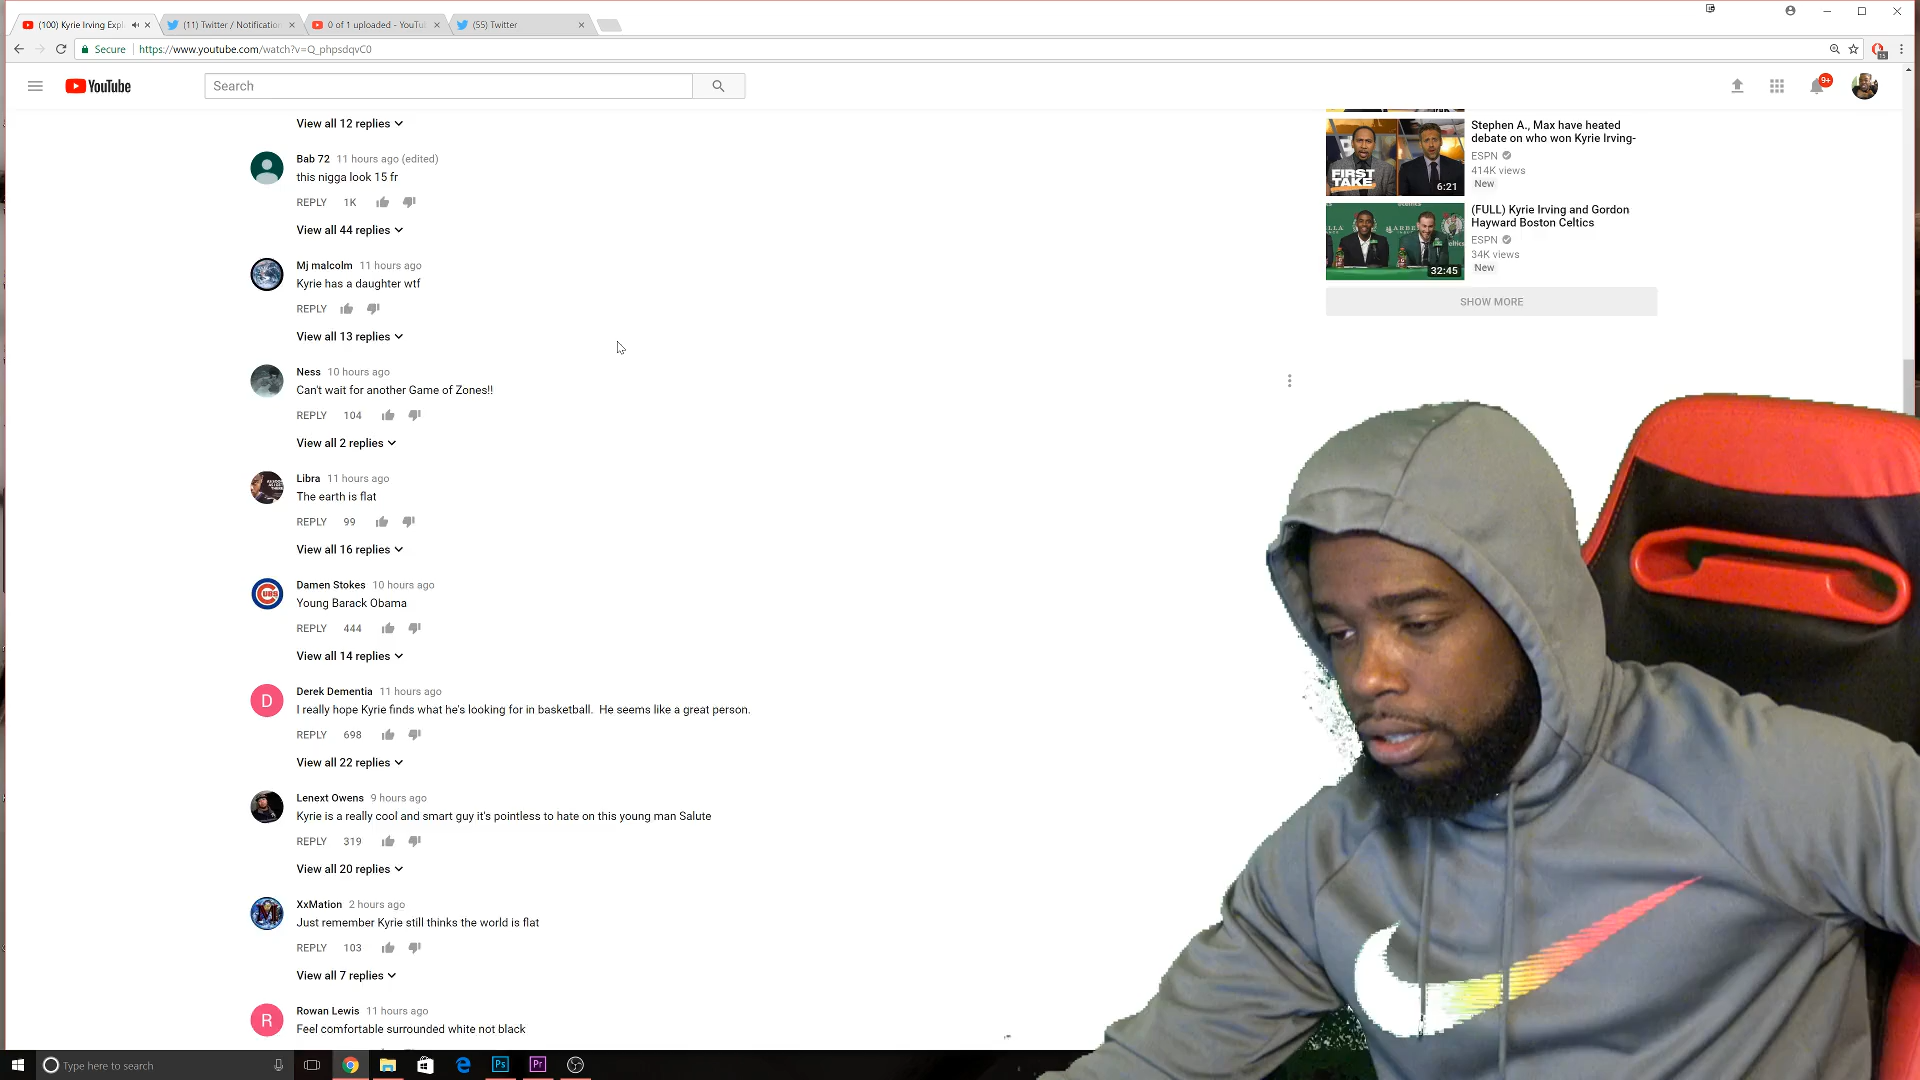 (100) Kyrie Irving Exp
(11) Twitter / Notification
0 of 1 uploaded - YouTu
(55) Twitter
Secure
https://www.youtube.com/watch?v=Q_phpsdqvC0
YouTube
Search
9+
View all 12 replies
Bab 72 11 hours ago (edited)
this nigga look 15 fr
REPLY 1K
View all 44 replies
Mj malcolm 11 hours ago
Kyrie has a daughter wtf
REPLY
View all 13 replies
Ness 10 hours ago
Can't wait for another Game of Zones!!
REPLY 104
View all 2 replies
Libra 11 hours ago
The earth is flat
REPLY 99
View all 16 replies
CUBS
Damen Stokes 10 hours ago
Young Barack Obama
REPLY 444
View all 14 replies
D
Derek Dementia 11 hours ago
I really hope Kyrie finds what he's looking for in basketball. He seems like a great person.
REPLY 698
View all 22 replies
Lenext Owens 9 hours ago
Kyrie is a really cool and smart guy it's pointless to hate on this young man Salute
REPLY 319
View all 20 replies
XxMation 2 hours ago
Just remember Kyrie still thinks the world is flat
REPLY 103
View all 7 replies
R
Rowan Lewis 11 hours ago
Feel comfortable surrounded white not black
FIRST
TAKE
6:21
Stephen A., Max have heated
debate on who won Kyrie Irving-
ESPN
414K views
New
32:45
(FULL) Kyrie Irving and Gordon
Hayward Boston Celtics
ESPN
34K views
New
SHOW MORE
Type here to search
Ps
Pr